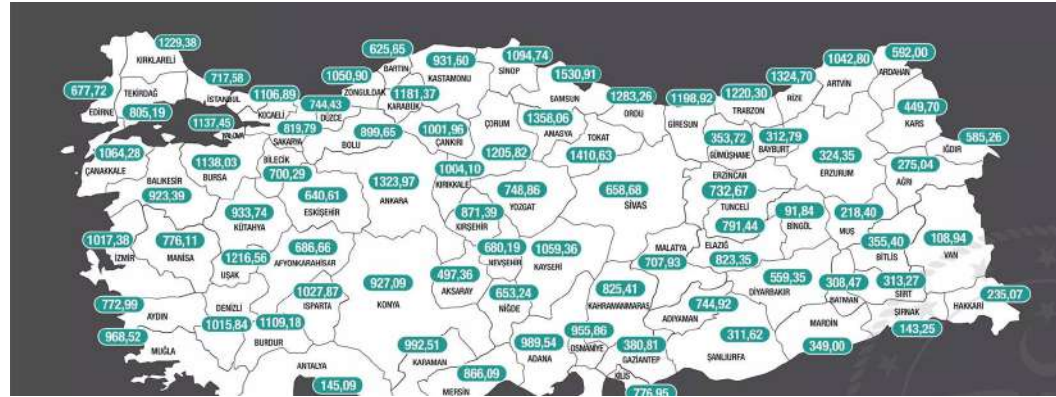 1229,38
KIRKLARELİ
677,72
EDİRNE
TEKİRDAĞ
805,19
717,58
İSTANBUL
1106,89
KOCAELİ
1137,45
YALOVA
819,79
SAKARYA
744,43
DÜZCE
1050,90
ZONGULDAK
625,65
BARTIN
1181,37
KARABÜK
931,60
KASTAMONU
1094,74
SİNOP
1530,91
SAMSUN
1283,26
ORDU
1198,92
GİRESUN
1220,30
TRABZON
1324,70
RİZE
1042,80
ARTVİN
592,00
ARDAHAN
449,70
KARS
585,26
IĞDIR
1064,28
ÇANAKKALE
BALIKESİR
923,39
1138,03
BURSA
BİLECİK
700,29
899,65
BOLU
1001,96
ÇANKIRI
ÇORUM
1205,82
1358,06
AMASYA
TOKAT
1410,63
353,72
GÜMÜŞHANE
312,79
BAYBURT
324,35
ERZURUM
275,04
AĞRI
640,61
ESKİŞEHİR
1323,97
ANKARA
1004,10
KIRIKKALE
748,86
YOZGAT
658,68
SİVAS
ERZİNCAN
732,67
TUNCELİ
791,44
933,74
KÜTAHYA
871,39
KIRŞEHİR
91,84
BİNGÖL
218,40
MUŞ
355,40
BİTLİS
108,94
VAN
1017,38
İZMİR
776,11
MANİSA
1216,56
UŞAK
686,66
AFYONKARAHİSAR
927,09
KONYA
497,36
AKSARAY
680,19
NEVŞEHİR
1059,36
KAYSERİ
MALATYA
707,93
ELAZIĞ
823,35
559,35
DİYARBAKIR
308,47
BATMAN
313,27
SİİRT
235,07
HAKKARİ
772,99
AYDIN
DENİZLİ
1015,84
1109,18
BURDUR
1027,87
ISPARTA
653,24
NİĞDE
825,41
KAHRAMANMARAŞ
744,92
ADIYAMAN
311,62
ŞANLIURFA
MARDİN
349,00
ŞIRNAK
143,25
968,52
MUĞLA
ANTALYA
145,09
992,51
KARAMAN
866,09
MERSİN
989,54
ADANA
955,86
OSMANİYE
380,81
GAZİANTEP
KİLİS
776,95